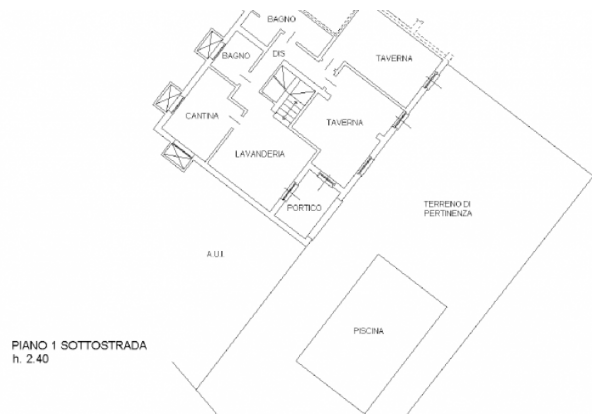 BAGNO
BAGNO
DIS
TAVERNA
CANTINA
TAVERNA
LAVANDERIA
PORTICO
TERRENO DI
PERTINENZA
A.U.I.
PISCINA
PIANO 1 SOTTOSTRADA
h. 2.40